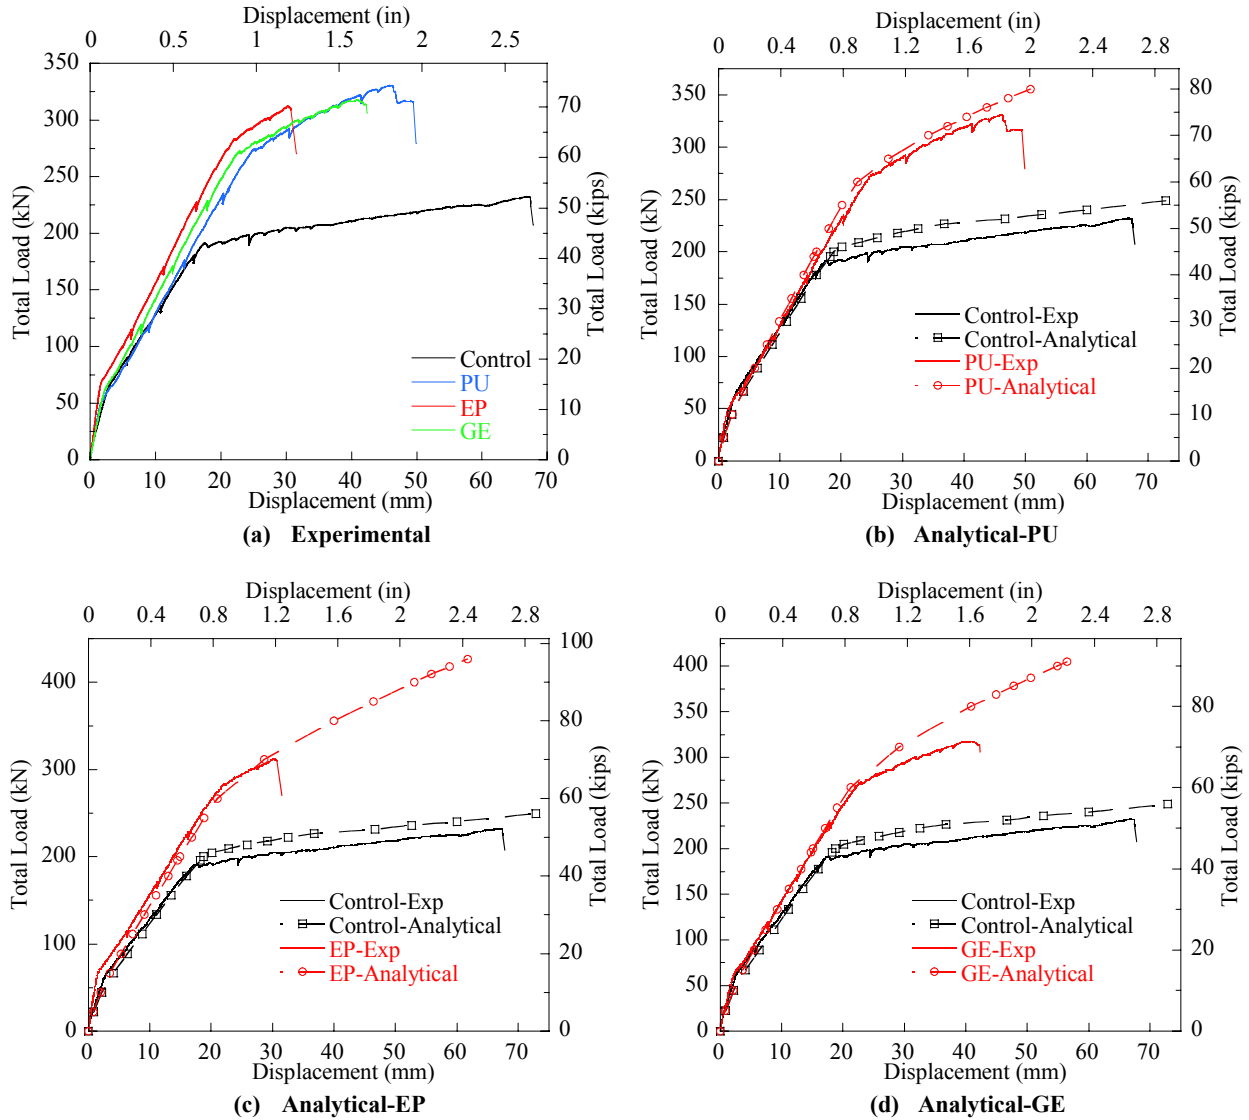 Displacement (in)
0 0.5 1 1.5 2 2.5
350
300
250
200
150
100
50
0
Total Load (kN)
70
60
50
40
30
20
10
0
Total Load (kips)
Control
PU
EP
GE
0 10 20 30 40 50 60 70
Displacement (mm)
(a) Experimental
Displacement (in)
0 0.4 0.8 1.2 1.6 2 2.4 2.8
350
300
250
200
150
100
50
0
Total Load (kN)
80
70
60
50
40
30
20
10
0
Total Load (kips)
Control-Exp
Control-Analytical
PU-Exp
PU-Analytical
0 10 20 30 40 50 60 70
Displacement (mm)
(b) Analytical-PU
Displacement (in)
0 0.4 0.8 1.2 1.6 2 2.4 2.8
400
300
200
100
0
Total Load (kN)
100
80
60
40
20
0
Total Load (kips)
Control-Exp
Control-Analytical
EP-Exp
EP-Analytical
0 10 20 30 40 50 60 70
Displacement (mm)
(c) Analytical-EP
Displacement (in)
0 0.4 0.8 1.2 1.6 2 2.4 2.8
400
350
300
250
200
150
100
50
0
Total Load (kN)
80
60
40
20
0
Total Load (kips)
Control-Exp
Control-Analytical
GE-Exp
GE-Analytical
0 10 20 30 40 50 60 70
Displacement (mm)
(d) Analytical-GE